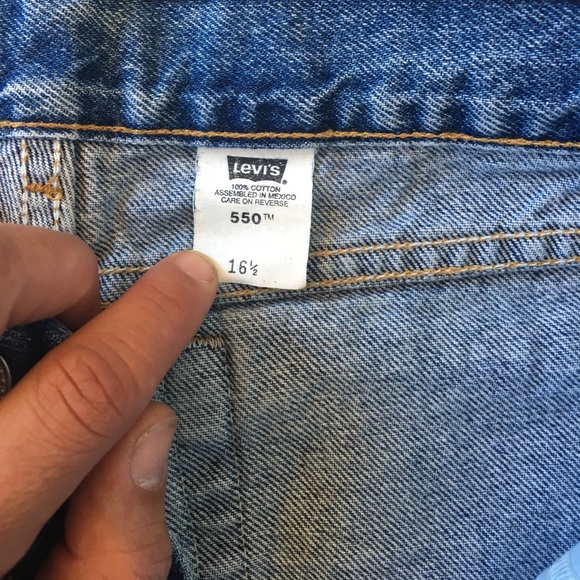 Levi's®
100% COTTON
ASSEMBLED IN MEXICO
CARE ON REVERSE
550™
16½